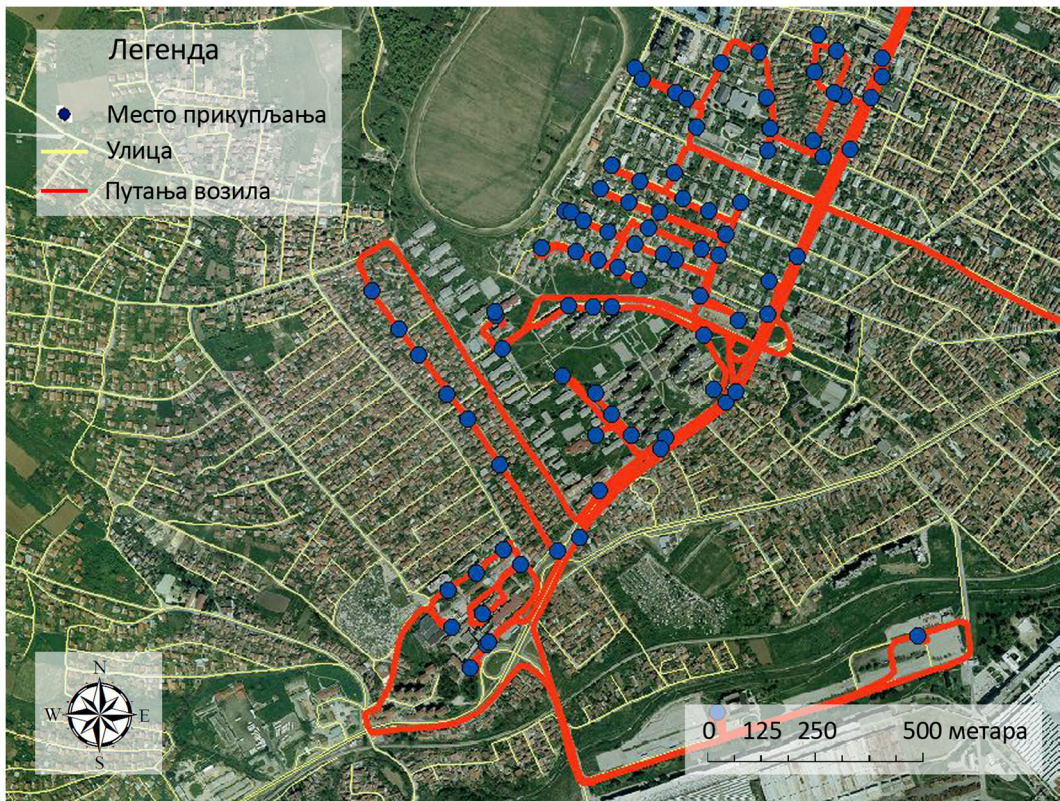 Легенда
Место прикупљања
Улица
Путања возила
N
W E
S
0 125 250 500 метара